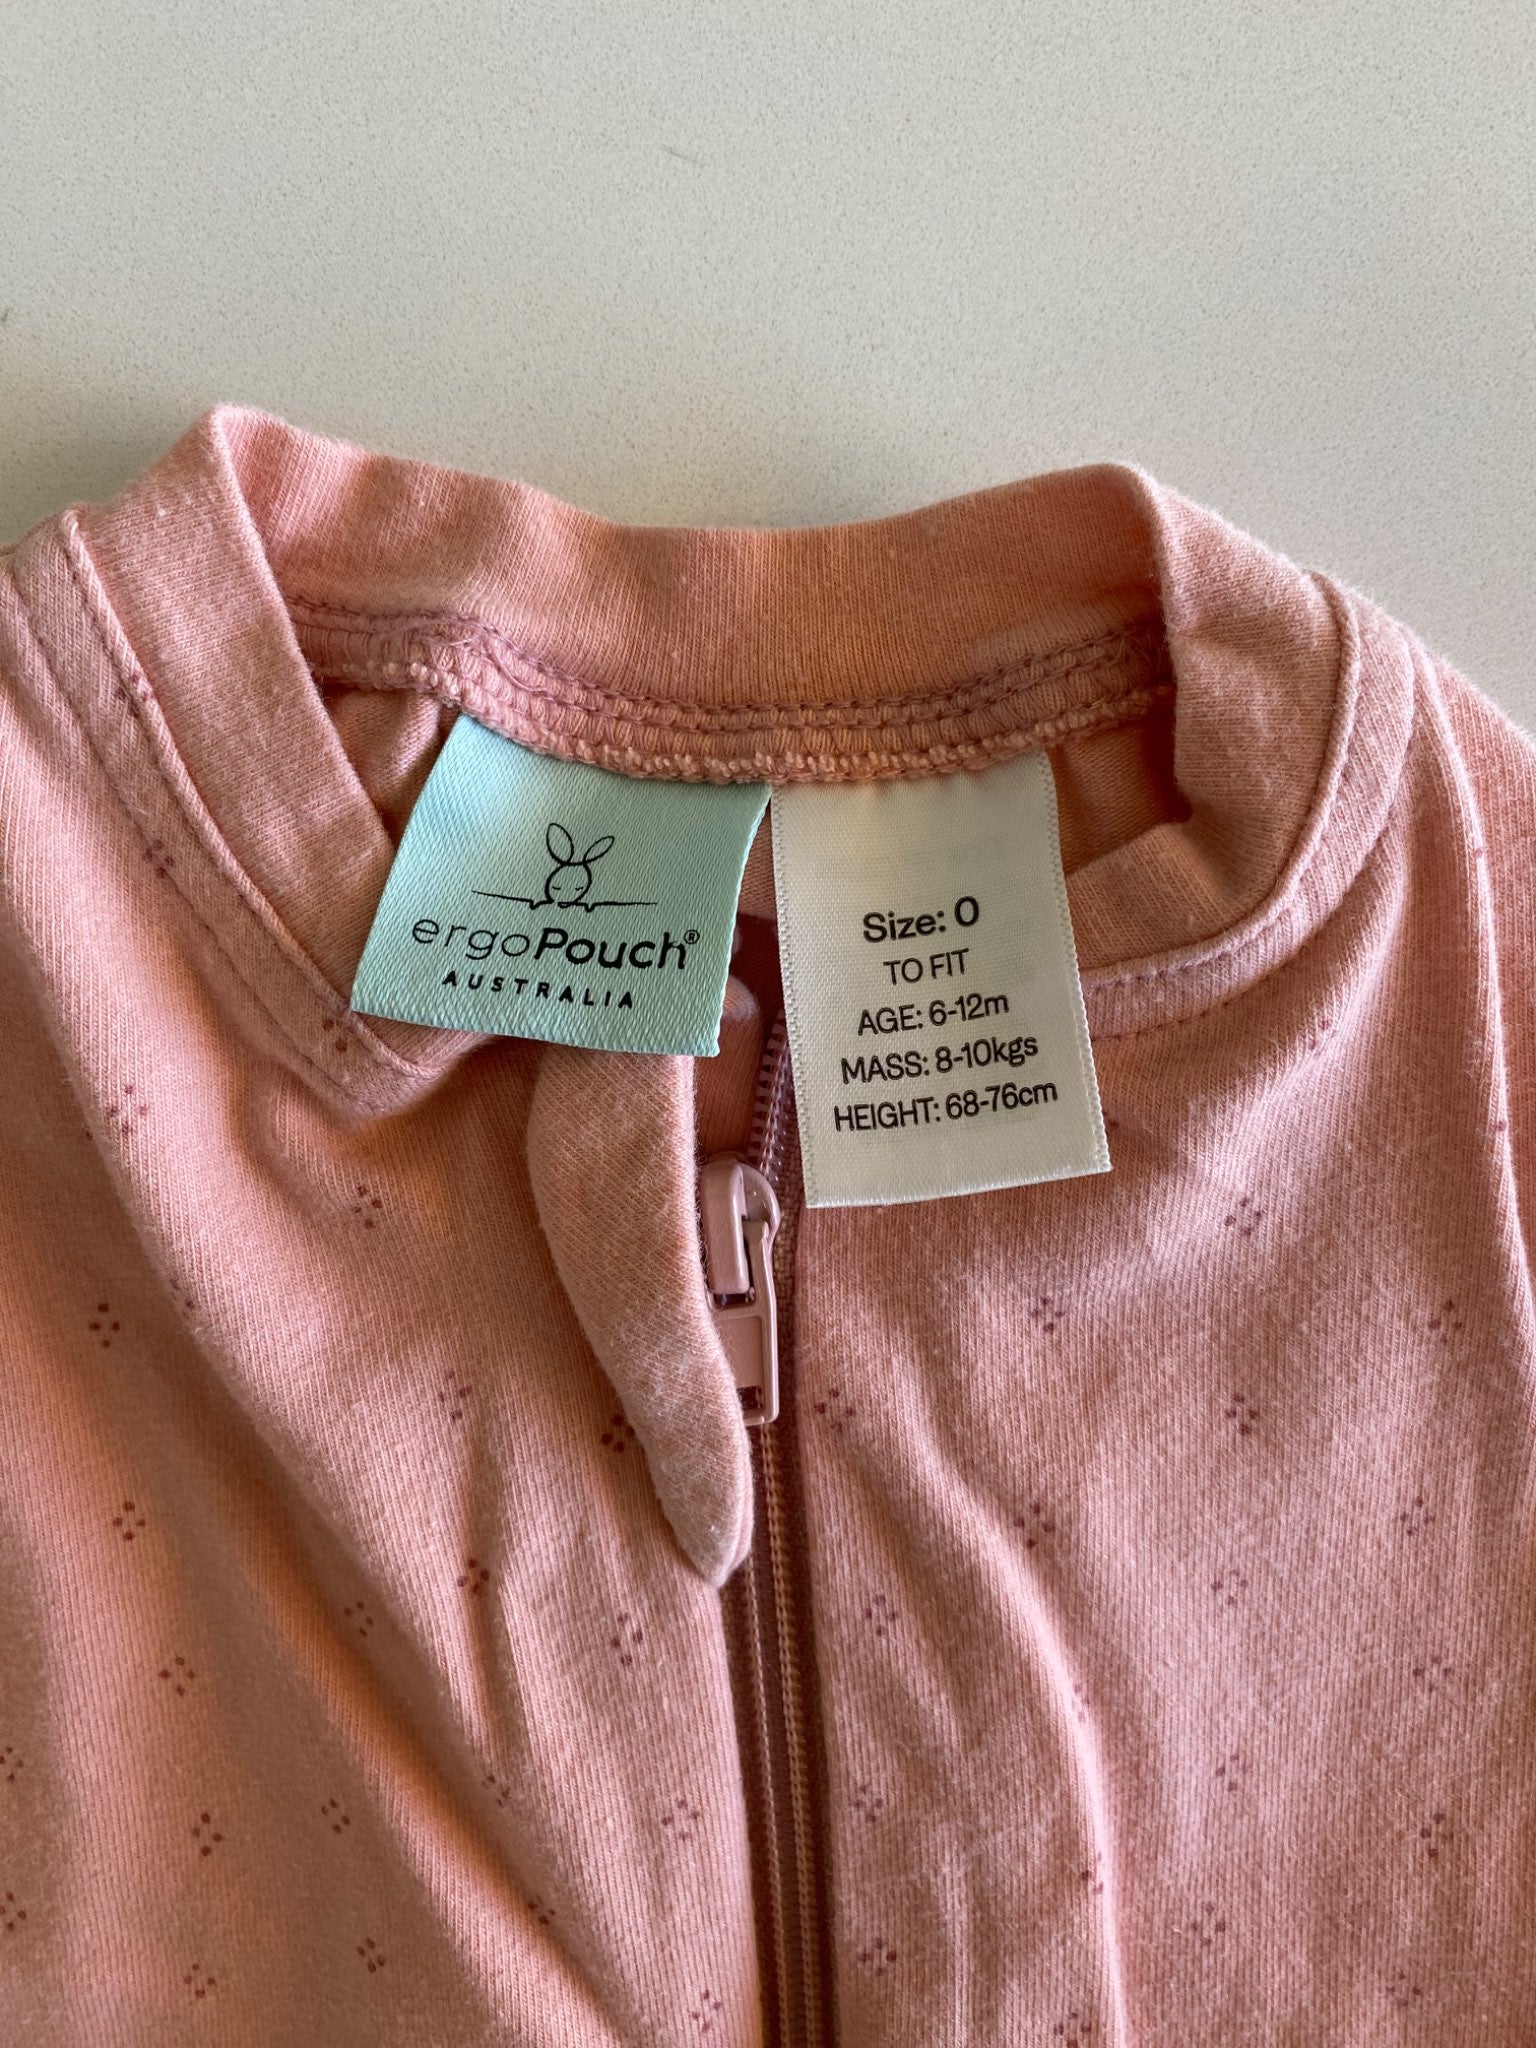 ergoPouch®
AUSTRALIA
Size: 0
TO FIT
AGE: 6-12m
MASS: 8-10kgs
HEIGHT: 68-76cm